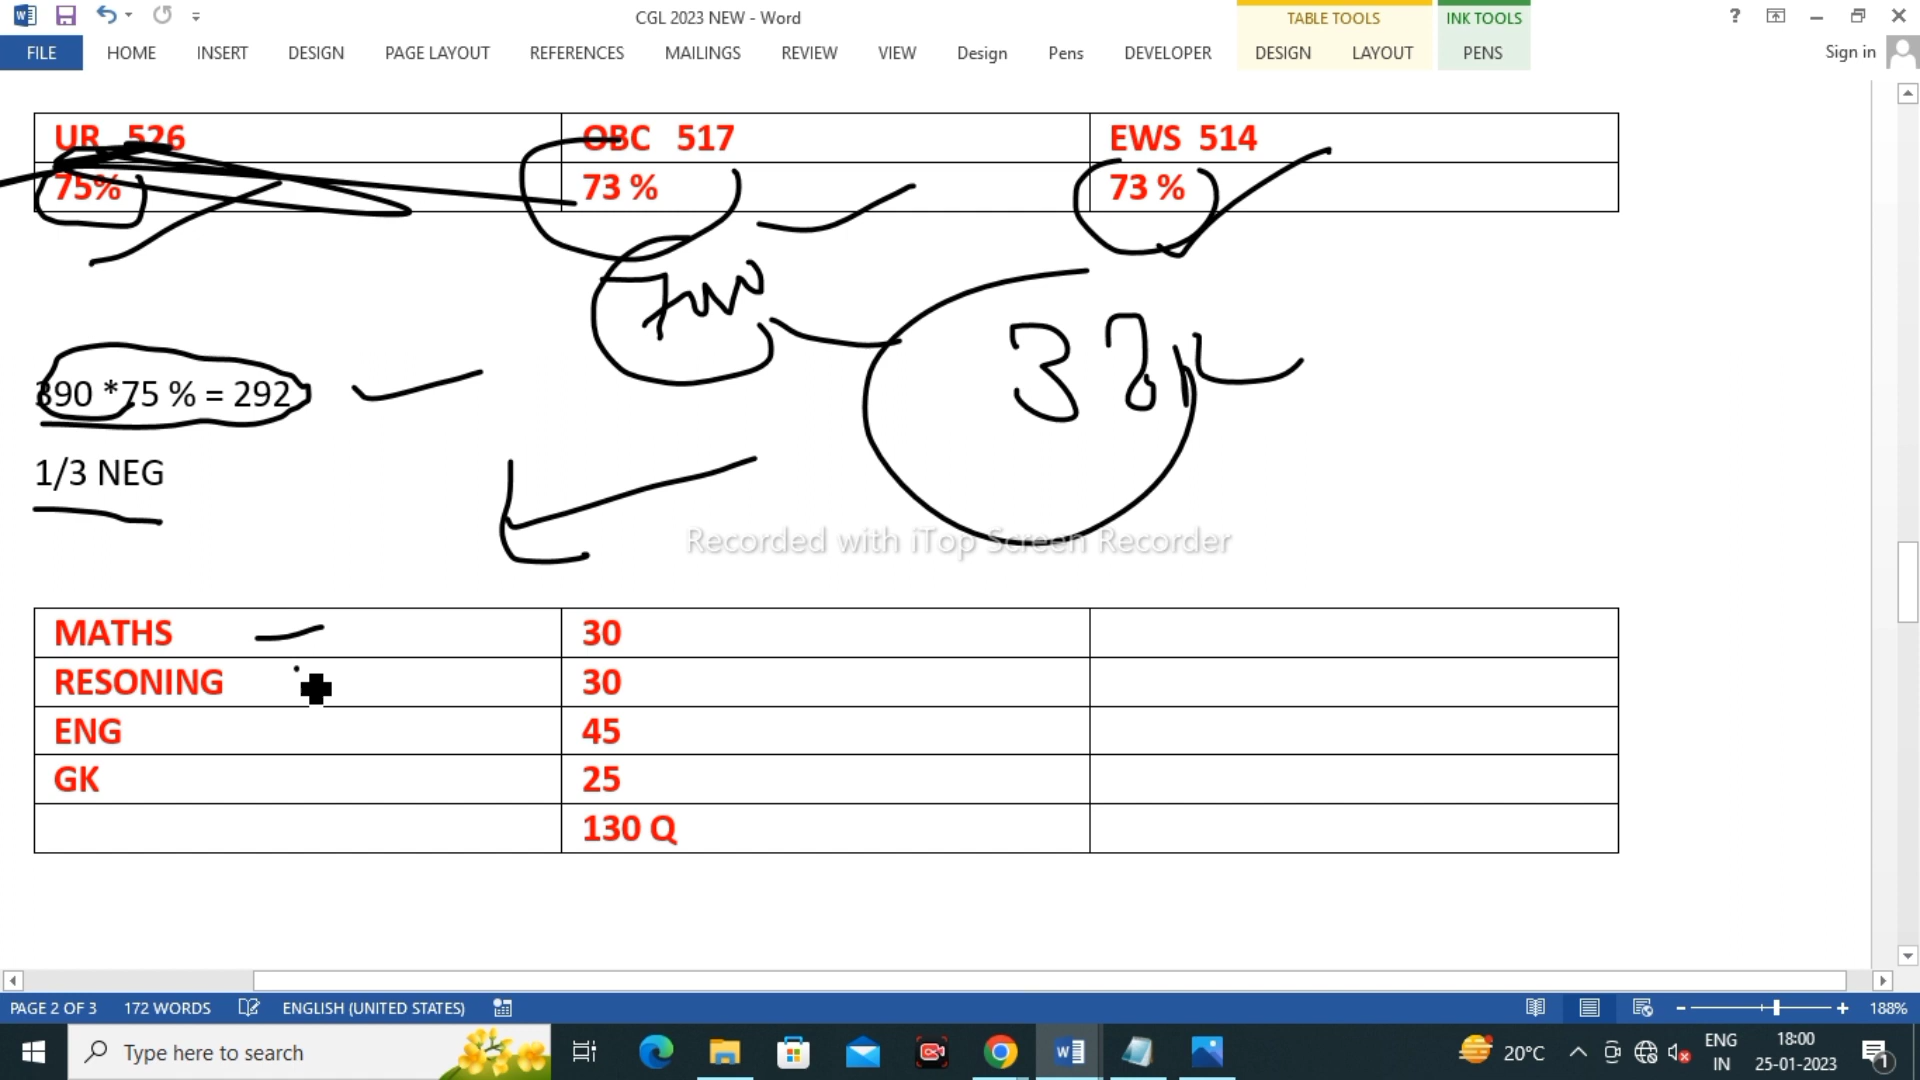 CGL 2023 NEW - Word
TABLE TOOLS
INK TOOLS
?
FILE
HOME
INSERT
DESIGN
PAGE LAYOUT
REFERENCES
MAILINGS
REVIEW
VIEW
Design
Pens
DEVELOPER
DESIGN
LAYOUT
PENS
Sign in
UR 526
OBC 517
EWS 514
75%
73 %
73 %
390 *75 % = 292
1/3 NEG
Recorded with iTop Screen Recorder
MATHS
30
RESONING
30
ENG
45
GK
25
130 Q
PAGE 2 OF 3
172 WORDS
ENGLISH (UNITED STATES)
188%
Type here to search
20°C
ENG
IN
18:00
25-01-2023
1